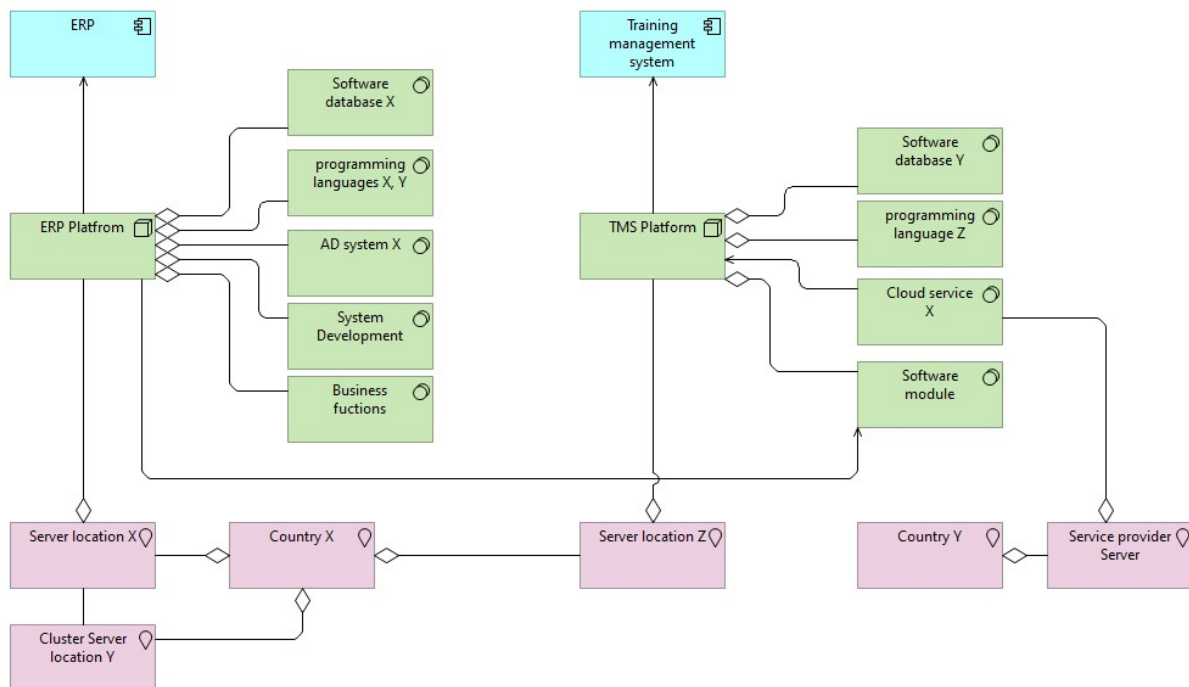 ERP
Training
management
system
Software
database X
programming
languages X, Y
AD system X
System
Development
Business
fuctions
ERP Platfrom
TMS Platform
Software
database Y
programming
language Z
Cloud service
X
Software
module
Server location X
Country X
Server location Z
Country Y
Service provider
Server
Cluster Server
location Y